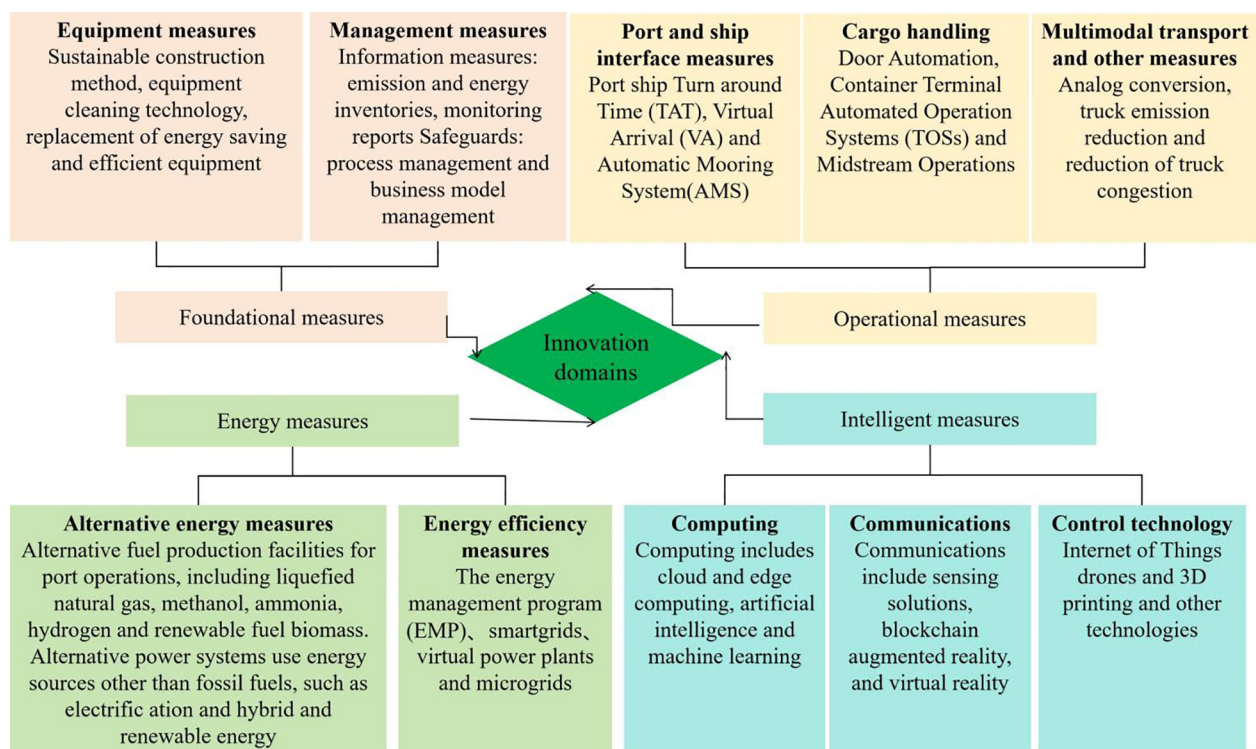 Equipment measures
Sustainable construction
method, equipment
cleaning technology,
replacement of energy saving
and efficient equipment
Management measures
Information measures:
emission and energy
inventories, monitoring
reports Safeguards:
process management and
business model
management
Port and ship
interface measures
Port ship Turn around
Time (TAT), Virtual
Arrival (VA) and
Automatic Mooring
System(AMS)
Cargo handling
Door Automation,
Container Terminal
Automated Operation
Systems (TOSs) and
Midstream Operations
Multimodal transport
and other measures
Analog conversion,
truck emission
reduction and
reduction of truck
congestion
Foundational measures
Operational measures
Innovation
domains
Energy measures
Intelligent measures
Alternative energy measures
Alternative fuel production facilities for
port operations, including liquefied
natural gas, methanol, ammonia,
hydrogen and renewable fuel biomass.
Alternative power systems use energy
sources other than fossil fuels, such as
electrific ation and hybrid and
renewable energy
Energy efficiency
measures
The energy
management program
(EMP)、smartgrids、
virtual power plants
and microgrids
Computing
Computing includes
cloud and edge
computing, artificial
intelligence and
machine learning
Communications
Communications
include sensing
solutions,
blockchain
augmented reality,
and virtual reality
Control technology
Internet of Things
drones and 3D
printing and other
technologies